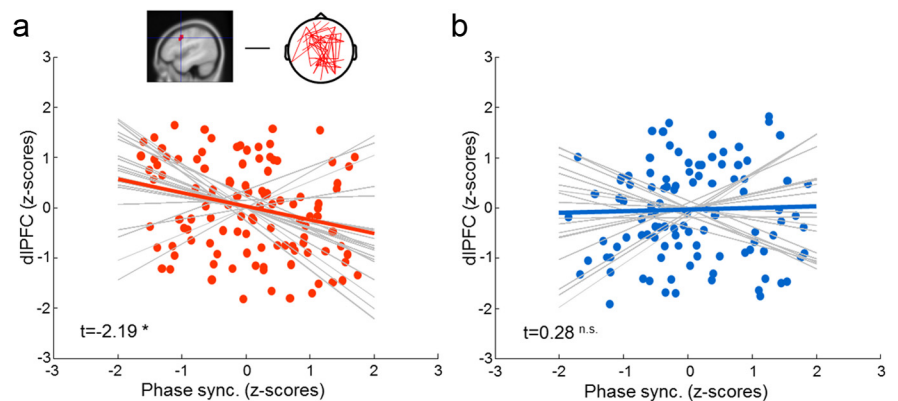 a
3
2
1
0
-1
-2
-3
dlPFC (z-scores)
t=-2.19 *
-3 -2 -1 0 1 2 3
Phase sync. (z-scores)
b
3
2
1
0
-1
-2
-3
dlPFC (z-scores)
t=0.28 n.s.
-3 -2 -1 0 1 2 3
Phase sync. (z-scores)